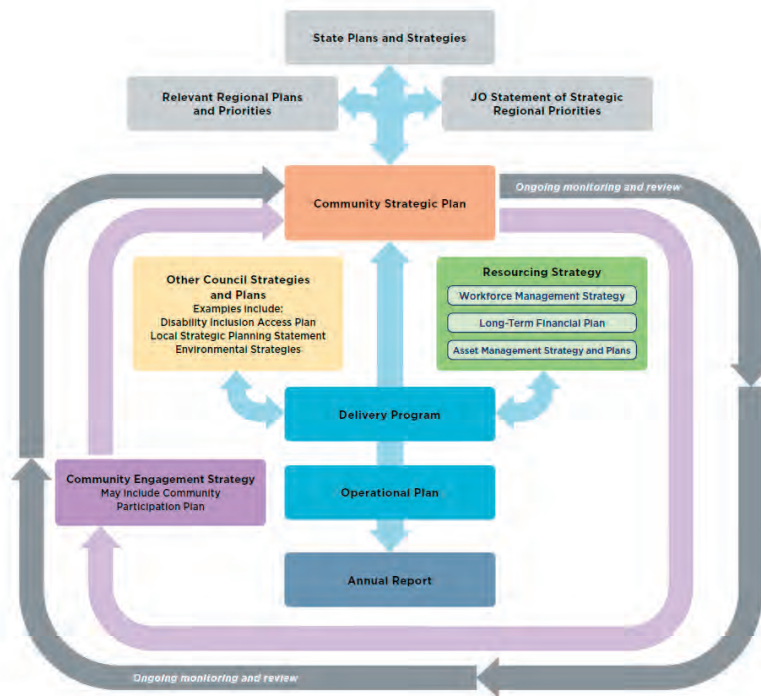 State Plans and Strategies
Relevant Regional Plans
and Priorities
JO Statement of Strategic
Regional Priorities
Ongoing monitoring and review
Community Strategic Plan
Other Council Strategies
and Plans
Examples include:
Disability Inclusion Access Plan
Local Strategic Planning Statement
Environmental Strategies
Resourcing Strategy
Workforce Management Strategy
Long-Term Financial Plan
Asset Management Strategy and Plans
Delivery Program
Community Engagement Strategy
May include Community
Participation Plan
Operational Plan
Annual Report
Ongoing monitoring and review